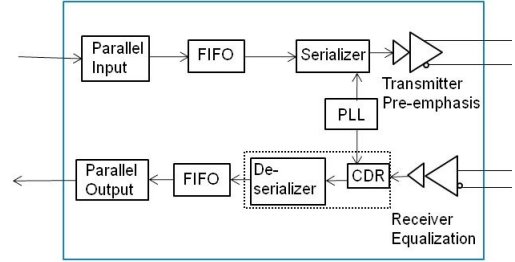 Parallel
Input
FIFO
Serializer
Transmitter
Pre-emphasis
PLL
Parallel
Output
FIFO
De-
serializer
CDR
Receiver
Equalization